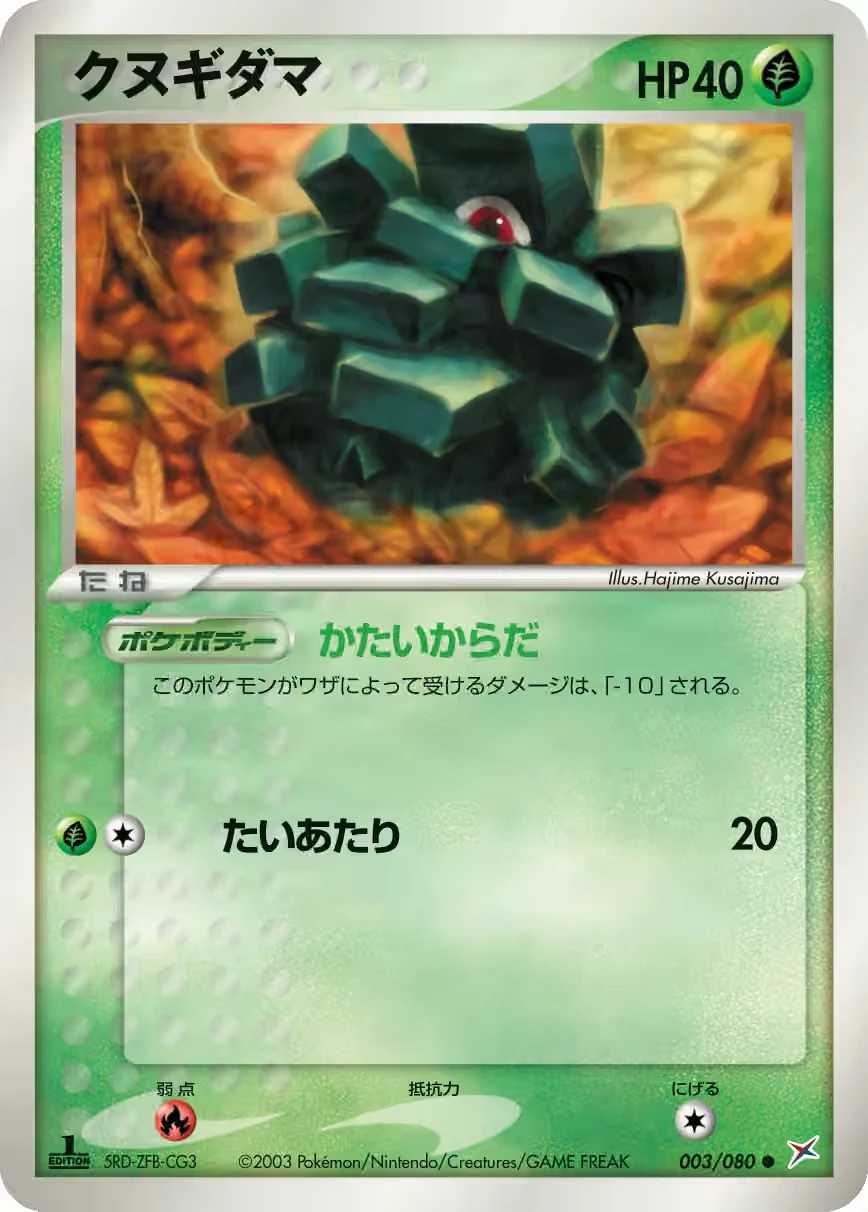 クヌギダマ HP40
たね Illus.Hajime Kusajima
ポケボディー かたいからだ
このポケモンがワザによって受けるダメージは、「-10」される。
たいあたり 20
弱点 抵抗力 にげる
1 EDITION 5RD-ZFB-CG3 ©2003 Pokémon/Nintendo/Creatures/GAME FREAK 003/080